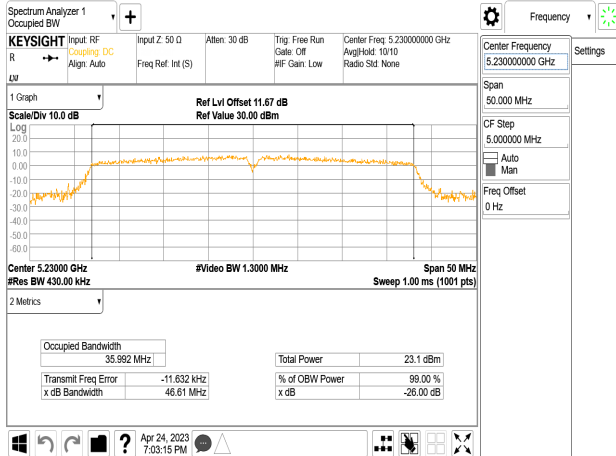 Spectrum Analyzer 1
Occupied BW
Frequency
KEYSIGHT
R
Input: RF
Coupling: DC
Align: Auto
Input Z: 50 Ω
Freq Ref: Int (S)
Atten: 30 dB
Trig: Free Run
Gate: Off
#IF Gain: Low
Center Freq: 5.230000000 GHz
Avg|Hold: 10/10
Radio Std: None
1 Graph
Scale/Div 10.0 dB
Ref Lvl Offset 11.67 dB
Ref Value 30.00 dBm
Log
20.0
10.0
0.00
-10.0
-20.0
-30.0
-40.0
-50.0
-60.0
Center 5.23000 GHz
#Res BW 430.00 kHz
#Video BW 1.3000 MHz
Span 50 MHz
Sweep 1.00 ms (1001 pts)
2 Metrics
Occupied Bandwidth
35.992 MHz
Transmit Freq Error -11.632 kHz
x dB Bandwidth 46.61 MHz
Total Power 23.1 dBm
% of OBW Power 99.00 %
x dB -26.00 dB
Apr 24, 2023
7:03:15 PM
Center Frequency
5.230000000 GHz
Settings
Span
50.000 MHz
CF Step
5.000000 MHz
Auto
Man
Freq Offset
0 Hz